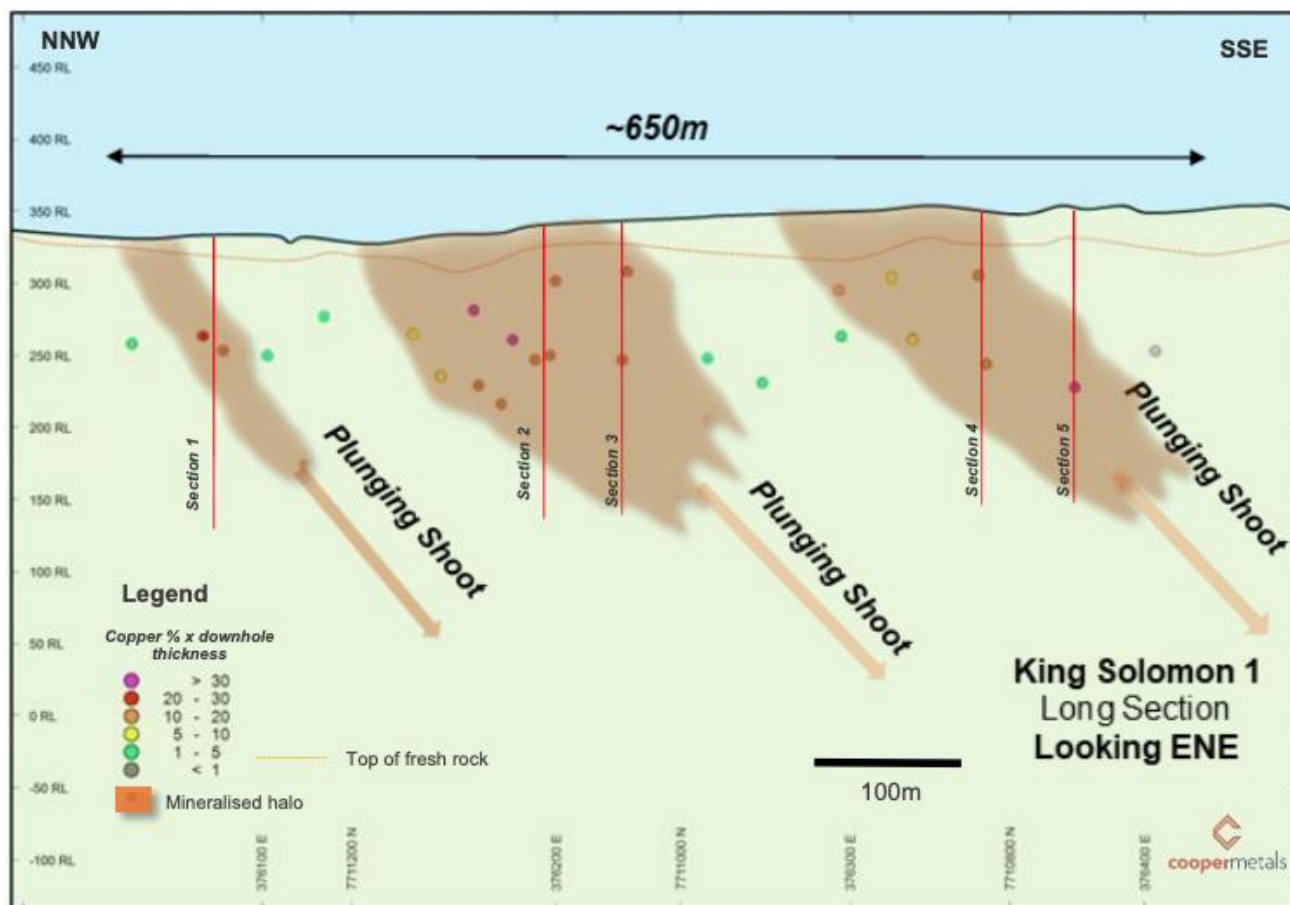 NNW
SSE
450 RL
400 RL
350 RL
300 RL
250 RL
200 RL
150 RL
100 RL
50 RL
0 RL
-50 RL
-100 RL
~650m
Section 1
Section 2
Section 3
Section 4
Section 5
Plunging Shoot
Plunging Shoot
Plunging Shoot
Legend
Copper % x downhole
thickness
> 30
20 - 30
10 - 20
5 - 10
1 - 5
< 1
Top of fresh rock
Mineralised halo
100m
King Solomon 1
Long Section
Looking ENE
376100 E
7711200 N
376200 E
7711000 N
376300 E
7710800 N
376400 E
coopermetals